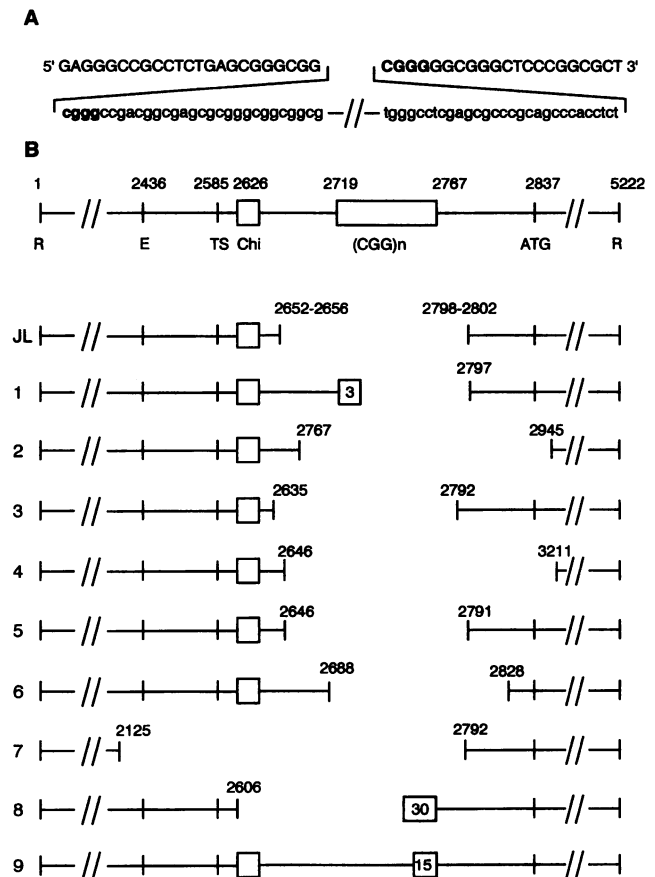 A
5' GAGGGCCGCCTCTGAGCGGGCGG CGGGGGCGGGCTCCCGGCGCT 3'
cgggccgacggcgagcgcgggcggcggcg // tgggcctcgagcgcccgcagcccacctct
B
1 2436 2585 2626 2719 2767 2837 5222
R E TS Chi (CGG)n ATG R
2652-2656 2798-2802
JL
2797
1 3
2767 2945
2
2635 2792
3
2646 3211
4
2646 2791
5
2688 2828
6
2125 2792
7
2606
8 30
9 15